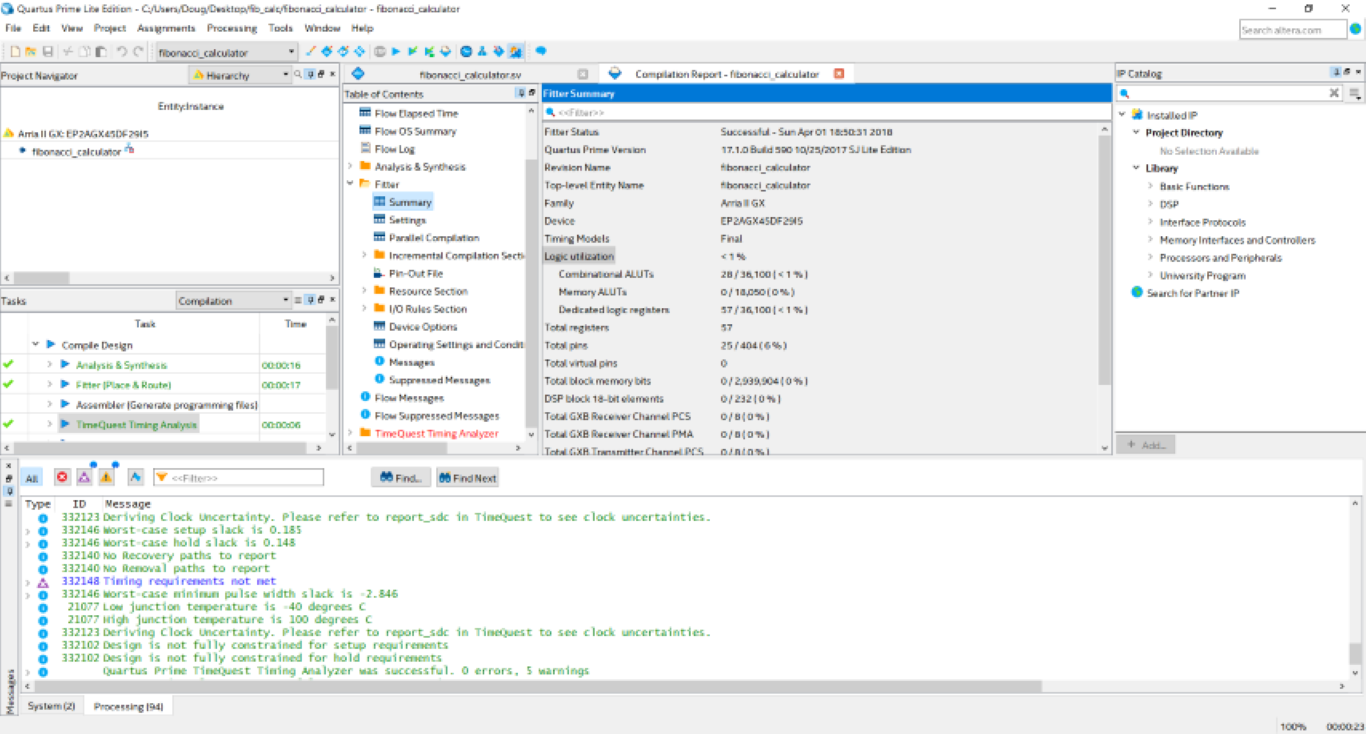 Quartus Prime Lite Edition - C:/Users/Doug/Desktop/fib_calc/fibonacci_calculator - fibonacci_calculator
File Edit View Project Assignments Processing Tools Window Help
Search altera.com
fibonacci_calculator
Project Navigator
Hierarchy
Entity:Instance
Arria II GX: EP2AGX45DF29I5
fibonacci_calculator
Tasks
Compilation
Task Time
Compile Design
Analysis & Synthesis 00:00:16
Fitter (Place & Route) 00:00:17
Assembler (Generate programming files)
TimeQuest Timing Analysis 00:00:06
fibonacci_calculator.sv
Compilation Report - fibonacci_calculator
Table of Contents
Flow Elapsed Time
Flow OS Summary
Flow Log
Analysis & Synthesis
Fitter
Summary
Settings
Parallel Compilation
Incremental Compilation Secti
Pin-Out File
Resource Section
I/O Rules Section
Device Options
Operating Settings and Condit
Messages
Suppressed Messages
Flow Messages
Flow Suppressed Messages
TimeQuest Timing Analyzer
Fitter Summary
<<Filter>>
Fitter Status Successful - Sun Apr 01 18:50:31 2018
Quartus Prime Version 17.1.0 Build 590 10/25/2017 SJ Lite Edition
Revision Name fibonacci_calculator
Top-level Entity Name fibonacci_calculator
Family Arria II GX
Device EP2AGX45DF29I5
Timing Models Final
Logic utilization < 1 %
Combinational ALUTs 28 / 36,100 ( < 1 % )
Memory ALUTs 0 / 18,050 ( 0 % )
Dedicated logic registers 57 / 36,100 ( < 1 % )
Total registers 57
Total pins 25 / 404 ( 6 % )
Total virtual pins 0
Total block memory bits 0 / 2,939,904 ( 0 % )
DSP block 18-bit elements 0 / 232 ( 0 % )
Total GXB Receiver Channel PCS 0 / 8 ( 0 % )
Total GXB Receiver Channel PMA 0 / 8 ( 0 % )
Total GXB Transmitter Channel PCS 0 / 8 ( 0 % )
IP Catalog
Installed IP
Project Directory
No Selection Available
Library
Basic Functions
DSP
Interface Protocols
Memory Interfaces and Controllers
Processors and Peripherals
University Program
Search for Partner IP
+ Add...
All
<<Filter>>
Find...
Find Next
Type ID Message
332123 Deriving Clock Uncertainty. Please refer to report_sdc in TimeQuest to see clock uncertainties.
332146 Worst-case setup slack is 0.185
332146 Worst-case hold slack is 0.148
332140 No Recovery paths to report
332140 No Removal paths to report
332148 Timing requirements not met
332146 Worst-case minimum pulse width slack is -2.846
21077 Low junction temperature is -40 degrees C
21077 High junction temperature is 100 degrees C
332123 Deriving Clock Uncertainty. Please refer to report_sdc in TimeQuest to see clock uncertainties.
332102 Design is not fully constrained for setup requirements
332102 Design is not fully constrained for hold requirements
Quartus Prime TimeQuest Timing Analyzer was successful. 0 errors, 5 warnings
Messages
System (2) Processing (94)
100% 00:00:23